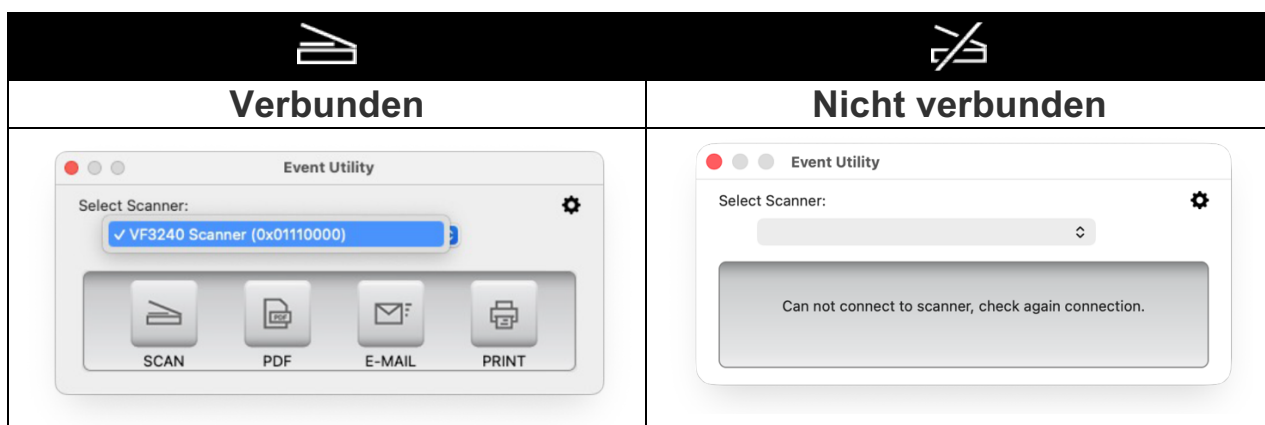 Verbunden
Nicht verbunden
Event Utility
Select Scanner:
✓ VF3240 Scanner (0x01110000)
PDF
SCAN PDF E-MAIL PRINT
Event Utility
Select Scanner:
Can not connect to scanner, check again connection.